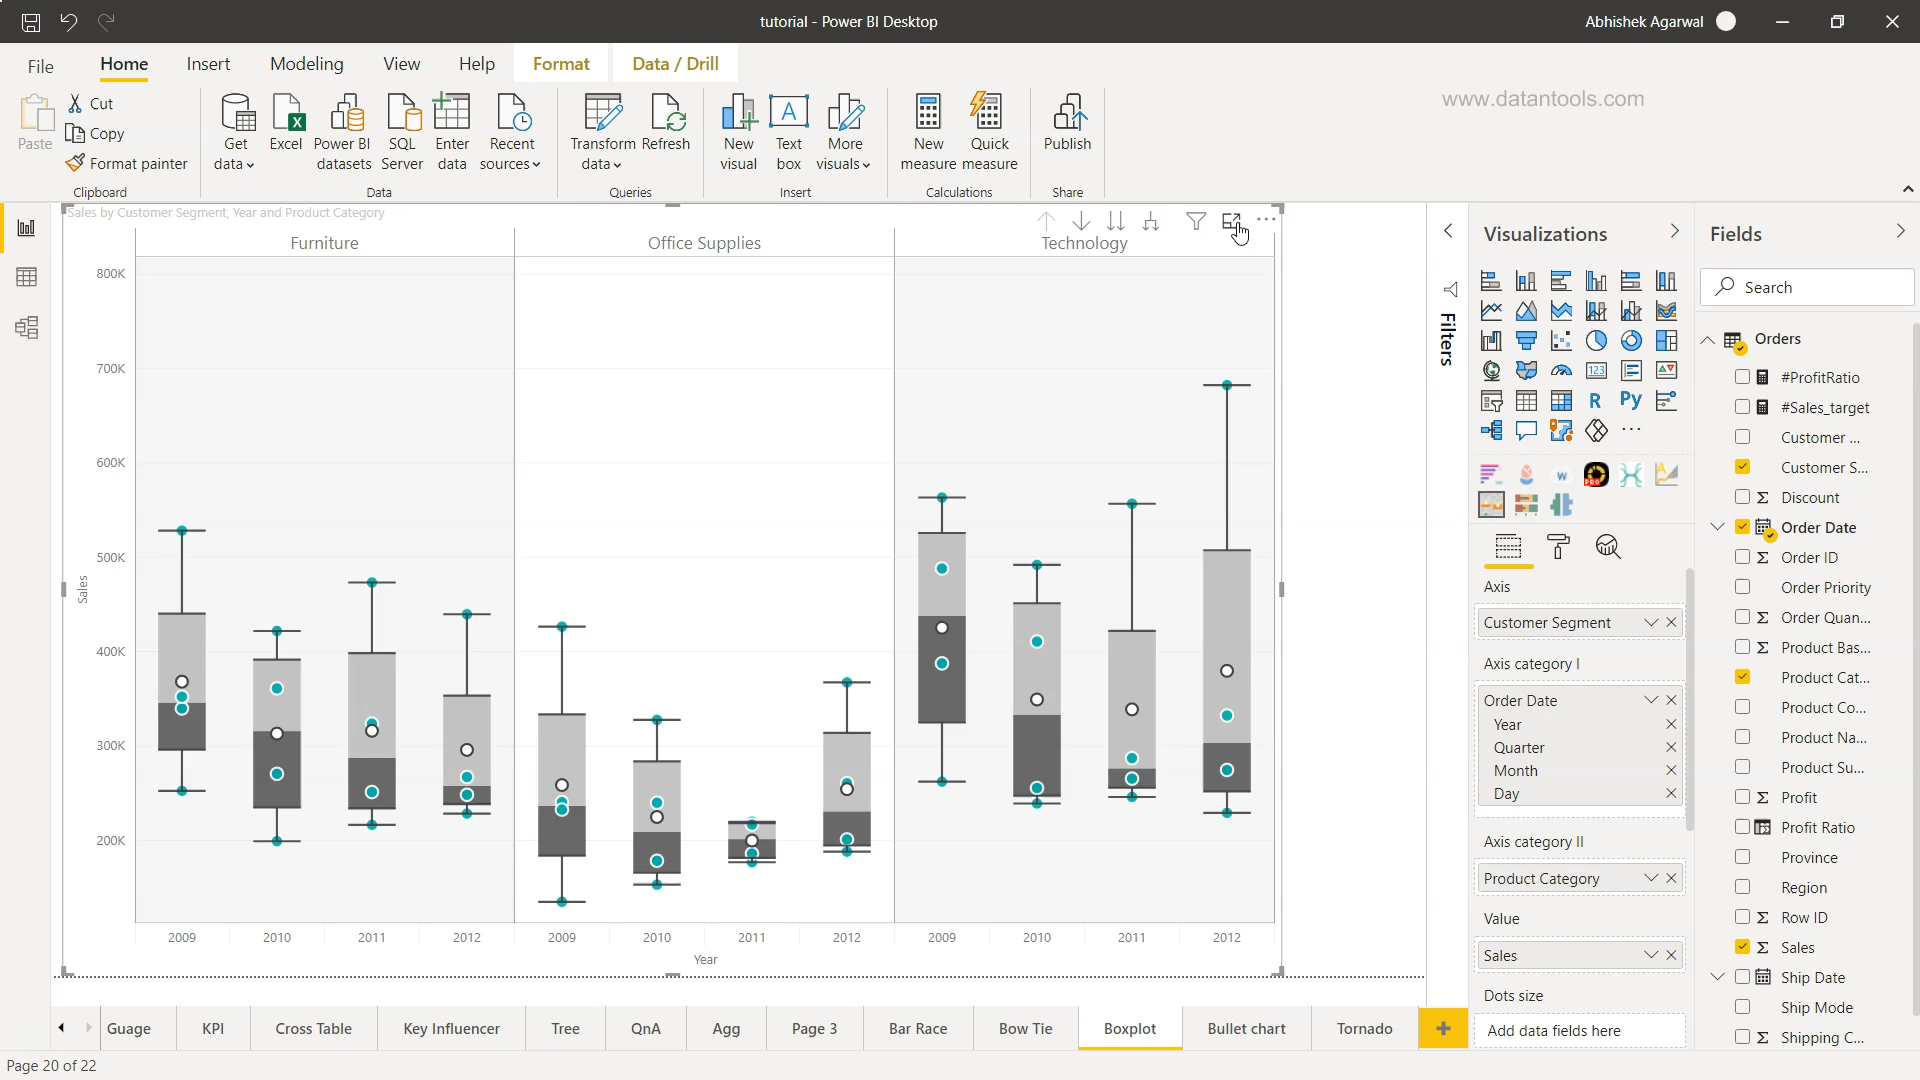 tutorial - Power BI Desktop
Abhishek Agarwal
File
Home
Insert
Modeling
View
Help
Format
Data / Drill
www.datantools.com
Paste
Cut
Copy
Format painter
Clipboard
Get data
Excel
Power BI datasets
SQL Server
Enter data
Recent sources
Data
Transform data
Refresh
Queries
New visual
Text box
More visuals
Insert
New measure
Quick measure
Calculations
Publish
Share
Sales by Customer Segment, Year and Product Category
Furniture
Office Supplies
Technology
800K
700K
600K
500K
400K
300K
200K
Sales
2009
2010
2011
2012
2009
2010
2011
2012
2009
2010
2011
2012
Year
Filters
Visualizations
123
R
Py
W
PRO
Axis
Customer Segment
Axis category I
Order Date
Year
Quarter
Month
Day
Axis category II
Product Category
Value
Sales
Dots size
Add data fields here
Fields
Search
Orders
#ProfitRatio
#Sales_target
Customer ...
Customer S...
Discount
Order Date
Order ID
Order Priority
Order Quan...
Product Bas...
Product Cat...
Product Co...
Product Na...
Product Su...
Profit
Profit Ratio
Province
Region
Row ID
Sales
Ship Date
Ship Mode
Shipping C...
Guage
KPI
Cross Table
Key Influencer
Tree
QnA
Agg
Page 3
Bar Race
Bow Tie
Boxplot
Bullet chart
Tornado
Page 20 of 22